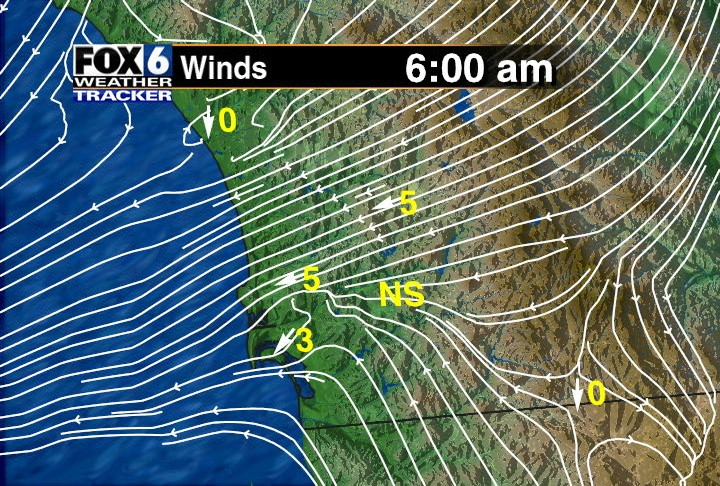 FOX 6
WEATHER
TRACKER
Winds
6:00 am
0
5
5
NS
3
0